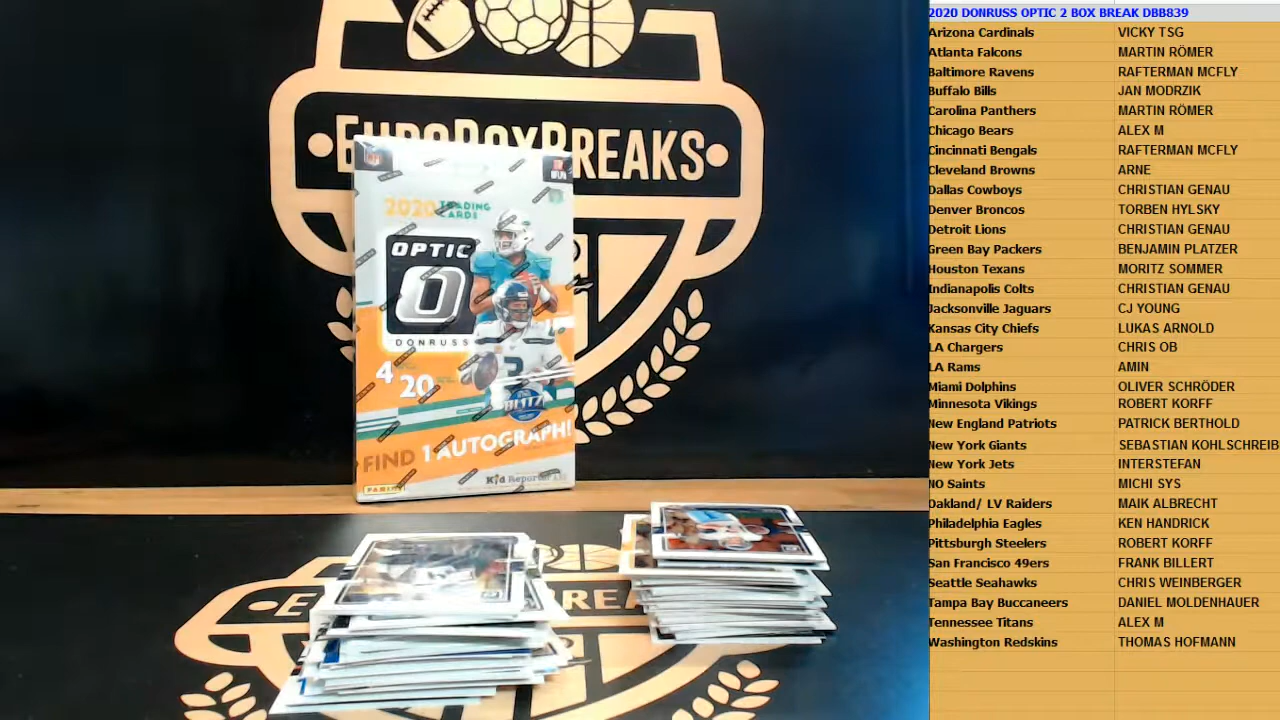 EUROBOXBREAKS
2020 TRADING
CARDS
OPTIC
DONRUSS
4
20
BLITZ
FIND 1 AUTOGRAPH!
PANINI
Kid Reporter
2020 DONRUSS OPTIC 2 BOX BREAK DBB839
Arizona Cardinals VICKY TSG
Atlanta Falcons MARTIN RÖMER
Baltimore Ravens RAFTERMAN MCFLY
Buffalo Bills JAN MODRZIK
Carolina Panthers MARTIN RÖMER
Chicago Bears ALEX M
Cincinnati Bengals RAFTERMAN MCFLY
Cleveland Browns ARNE
Dallas Cowboys CHRISTIAN GENAU
Denver Broncos TORBEN HYLSKY
Detroit Lions CHRISTIAN GENAU
Green Bay Packers BENJAMIN PLATZER
Houston Texans MORITZ SOMMER
Indianapolis Colts CHRISTIAN GENAU
Jacksonville Jaguars CJ YOUNG
Kansas City Chiefs LUKAS ARNOLD
LA Chargers CHRIS OB
LA Rams AMIN
Miami Dolphins OLIVER SCHRÖDER
Minnesota Vikings ROBERT KORFF
New England Patriots PATRICK BERTHOLD
New York Giants SEBASTIAN KOHLSCHREIB
New York Jets INTERSTEFAN
NO Saints MICHI SYS
Oakland/ LV Raiders MAIK ALBRECHT
Philadelphia Eagles KEN HANDRICK
Pittsburgh Steelers ROBERT KORFF
San Francisco 49ers FRANK BILLERT
Seattle Seahawks CHRIS WEINBERGER
Tampa Bay Buccaneers DANIEL MOLDENHAUER
Tennessee Titans ALEX M
Washington Redskins THOMAS HOFMANN